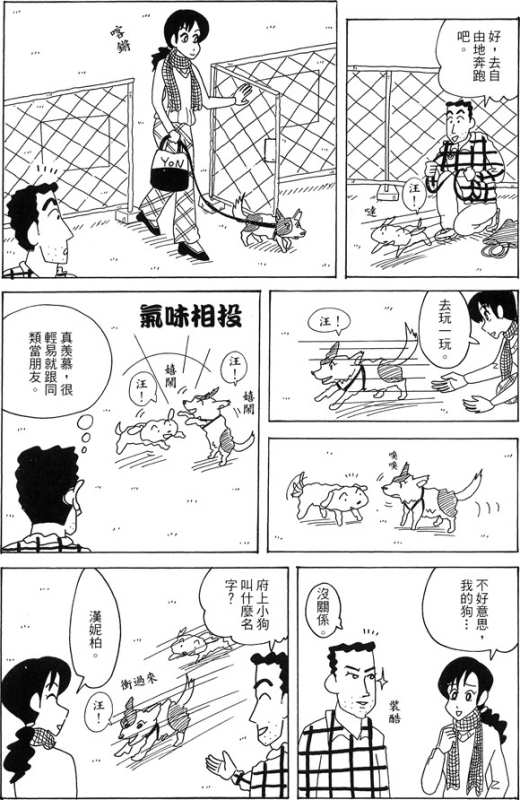 好，去自
由地奔跑
吧。
汪！
噠
喀鏘
YON
去玩一玩。
汪！
嗅嗅
氣味相投
嬉鬧
汪！
嬉鬧
汪！
真羨慕，很
輕易就跟同
類當朋友。
不好意思，
我的狗…
沒關係。
裝酷
府上小狗
叫什麼名
字？
衝過來
汪！
漢妮柏。